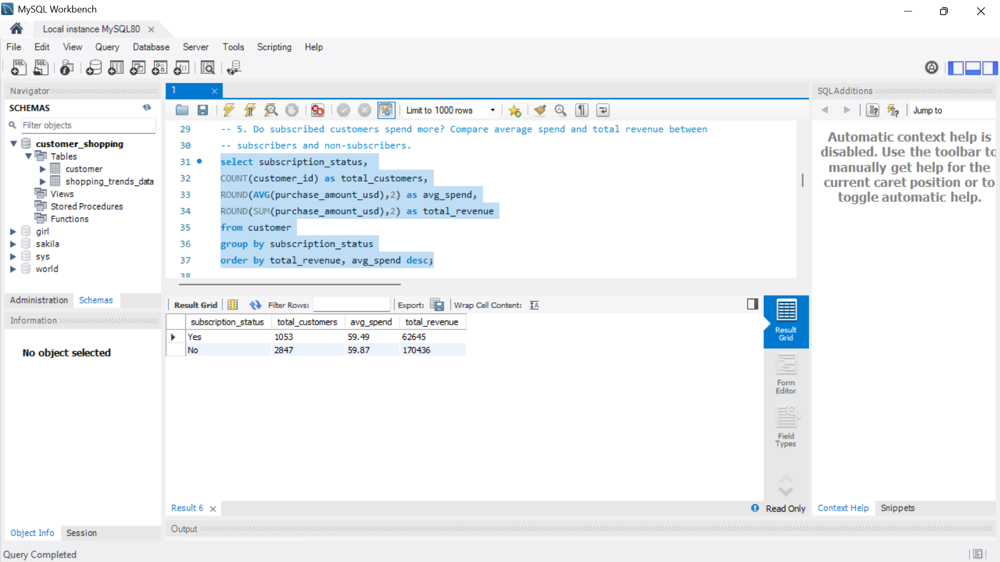 MySQL Workbench
Local instance MySQL80
File Edit View Query Database Server Tools Scripting Help
Navigator
SCHEMAS
Filter objects
customer_shopping
Tables
customer
shopping_trends_data
Views
Stored Procedures
Functions
girl
sakila
sys
world
Administration Schemas
Information
No object selected
Object Info Session
1
Limit to 1000 rows
29 -- 5. Do subscribed customers spend more? Compare average spend and total revenue between
30 -- subscribers and non-subscribers.
31 select subscription_status,
32 COUNT(customer_id) as total_customers,
33 ROUND(AVG(purchase_amount_usd),2) as avg_spend,
34 ROUND(SUM(purchase_amount_usd),2) as total_revenue
35 from customer
36 group by subscription_status
37 order by total_revenue, avg_spend desc;
38
Result Grid Filter Rows: Export: Wrap Cell Content:
subscription_status total_customers avg_spend total_revenue
Yes 1053 59.49 62645
No 2847 59.87 170436
Result Grid
Form Editor
Field Types
Result 6
Read Only
Output
SQLAdditions
Jump to
Automatic context help is
disabled. Use the toolbar to
manually get help for the
current caret position or to
toggle automatic help.
Context Help Snippets
Query Completed